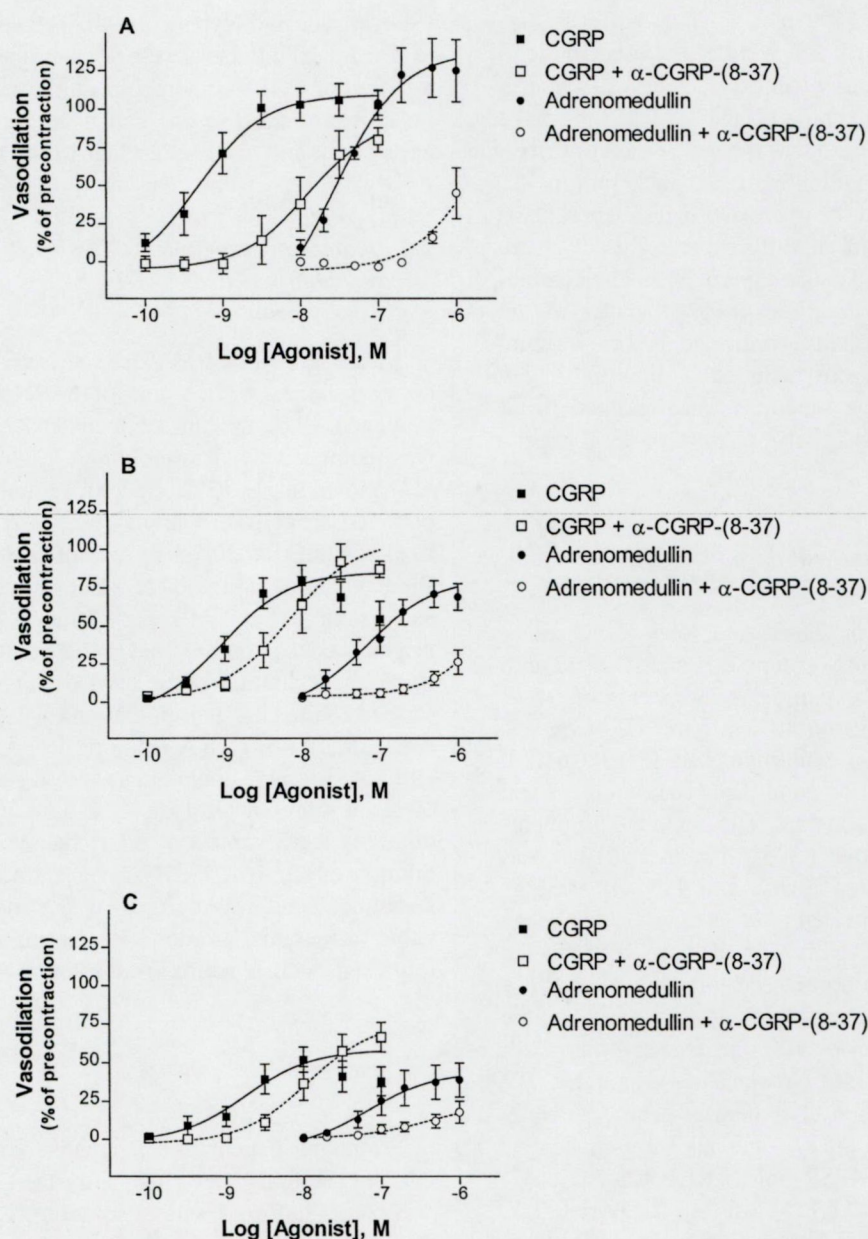 A
CGRP
CGRP + α-CGRP-(8-37)
Adrenomedullin
Adrenomedullin + α-CGRP-(8-37)
Vasodilation
(%of precontraction)
125
100
75
50
25
0
-10 -9 -8 -7 -6
Log [Agonist], M
B
CGRP
CGRP + α-CGRP-(8-37)
Adrenomedullin
Adrenomedullin + α-CGRP-(8-37)
Vasodilation
(%of precontraction)
125
100
75
50
25
0
-10 -9 -8 -7 -6
Log [Agonist], M
C
CGRP
CGRP + α-CGRP-(8-37)
Adrenomedullin
Adrenomedullin + α-CGRP-(8-37)
Vasodilation
(%of precontraction)
125
100
75
50
25
0
-10 -9 -8 -7 -6
Log [Agonist], M